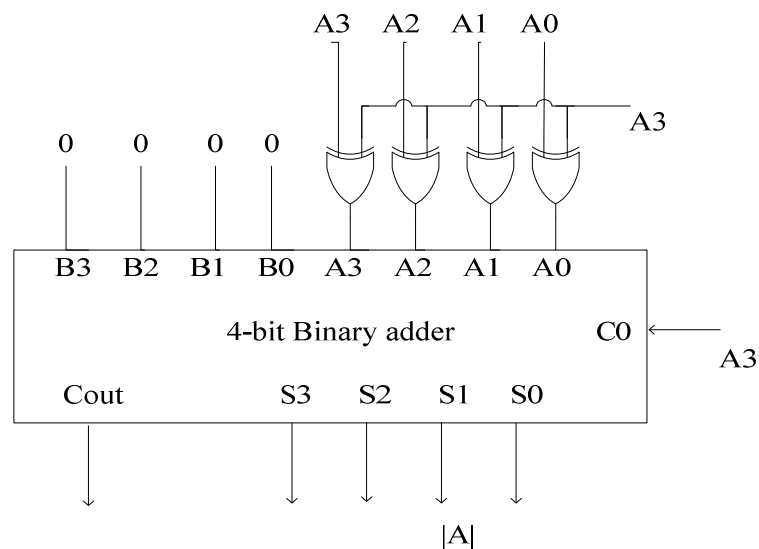 A3 A2 A1 A0
A3
0 0 0 0
B3 B2 B1 B0 A3 A2 A1 A0
4-bit Binary adder C0
A3
Cout S3 S2 S1 S0
|A|